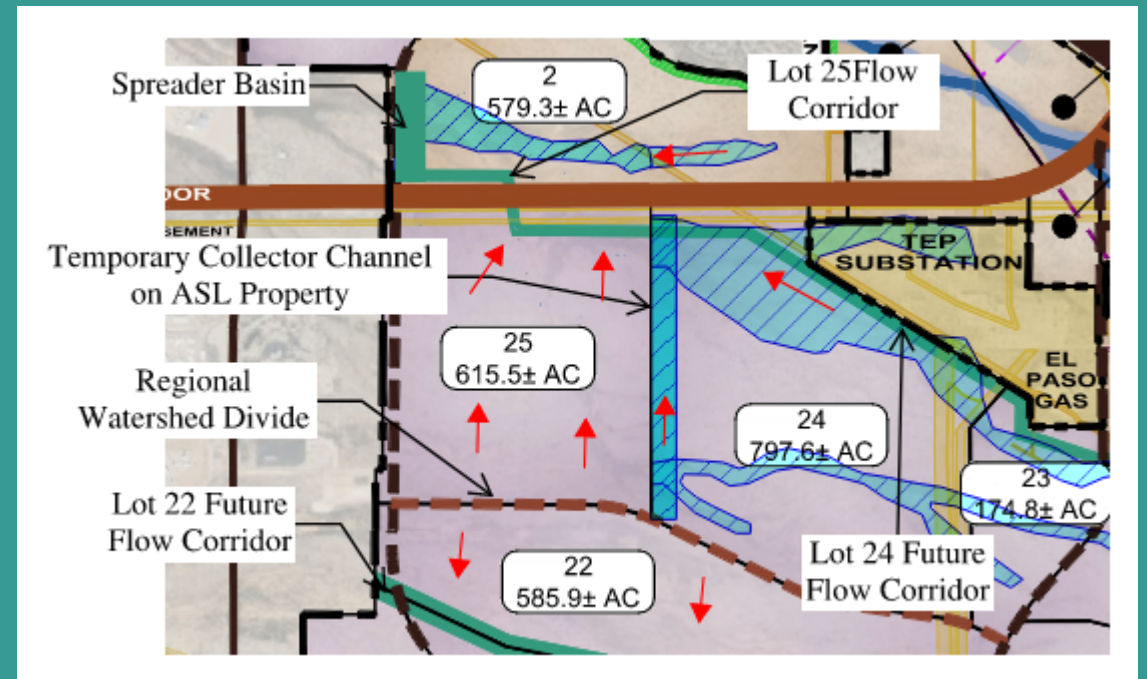 Spreader Basin
2
579.3± AC
Lot 25Flow
Corridor
OOR
SEMENT
Temporary Collector Channel
on ASL Property
TEP
SUBSTATION
25
615.5± AC
EL
PASO
GAS
Regional
Watershed Divide
24
797.6± AC
23
174.8± AC
Lot 22 Future
Flow Corridor
22
585.9± AC
Lot 24 Future
Flow Corridor